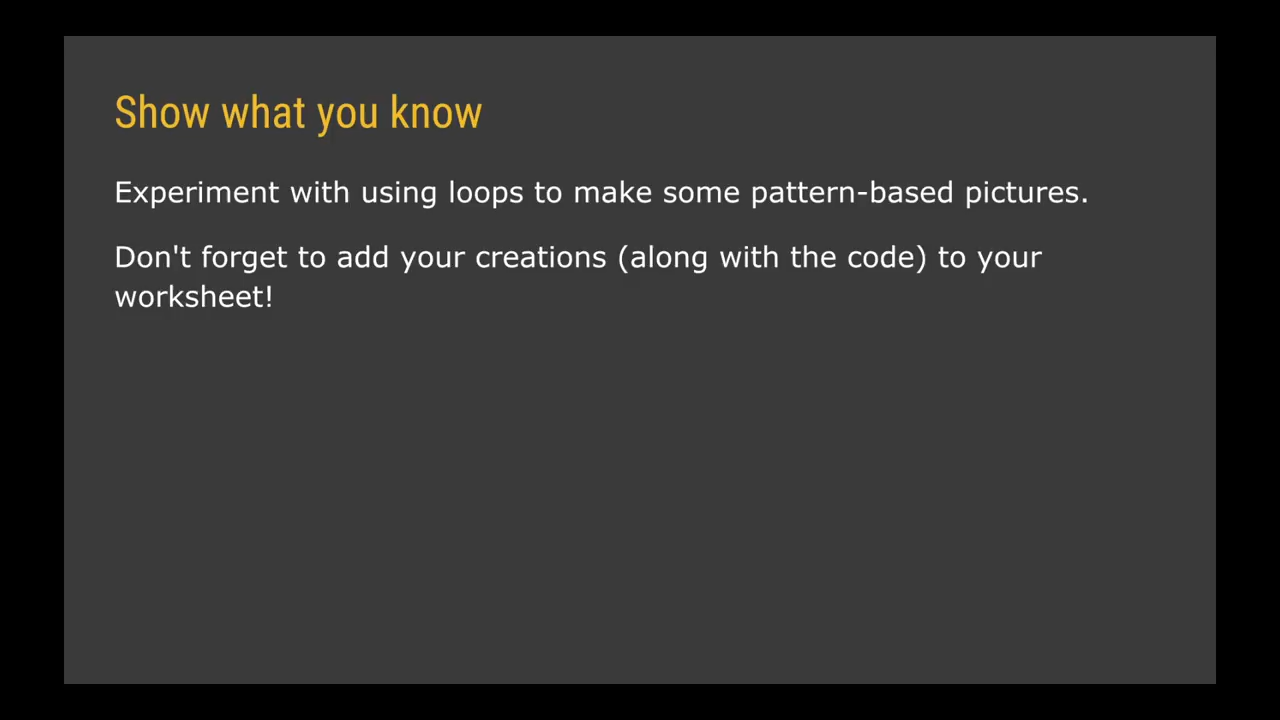 Show what you know
Experiment with using loops to make some pattern-based pictures.
Don't forget to add your creations (along with the code) to your
worksheet!